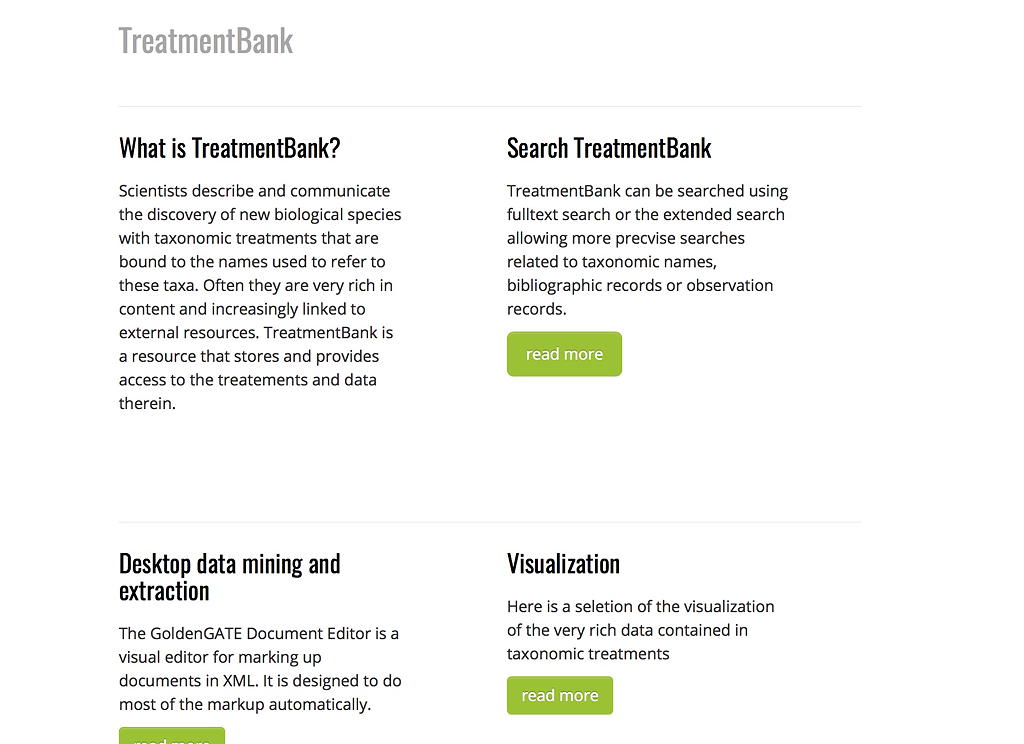 TreatmentBank
What is TreatmentBank?
Scientists describe and communicate
the discovery of new biological species
with taxonomic treatments that are
bound to the names used to refer to
these taxa. Often they are very rich in
content and increasingly linked to
external resources. TreatmentBank is
a resource that stores and provides
access to the treatements and data
therein.
Search TreatmentBank
TreatmentBank can be searched using
fulltext search or the extended search
allowing more precvise searches
related to taxonomic names,
bibliographic records or observation
records.
read more
Desktop data mining and
extraction
The GoldenGATE Document Editor is a
visual editor for marking up
documents in XML. It is designed to do
most of the markup automatically.
read more
Visualization
Here is a seletion of the visualization
of the very rich data contained in
taxonomic treatments
read more